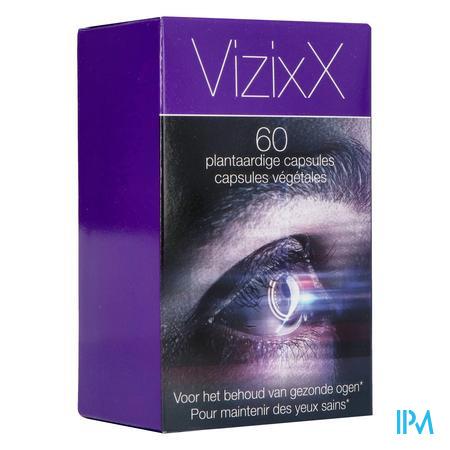 VizixX
60
plantaardige capsules
capsules végétales
Voor het behoud van gezonde ogen*
Pour maintenir des yeux sains*
IPM